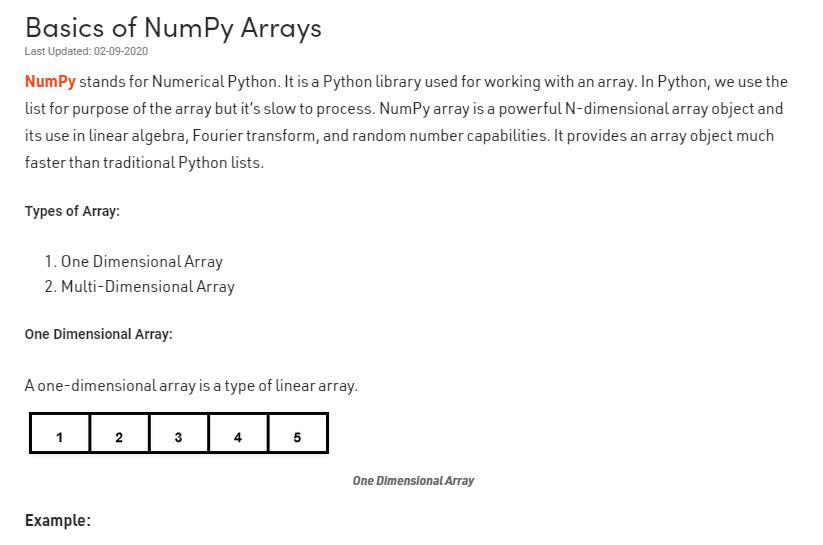 Basics of NumPy Arrays
Last Updated: 02-09-2020
NumPy stands for Numerical Python. It is a Python library used for working with an array. In Python, we use the
list for purpose of the array but it's slow to process. NumPy array is a powerful N-dimensional array object and
its use in linear algebra, Fourier transform, and random number capabilities. It provides an array object much
faster than traditional Python lists.
Types of Array:
1. One Dimensional Array
2. Multi-Dimensional Array
One Dimensional Array:
A one-dimensional array is a type of linear array.
1 2 3 4 5
One Dimensional Array
Example: